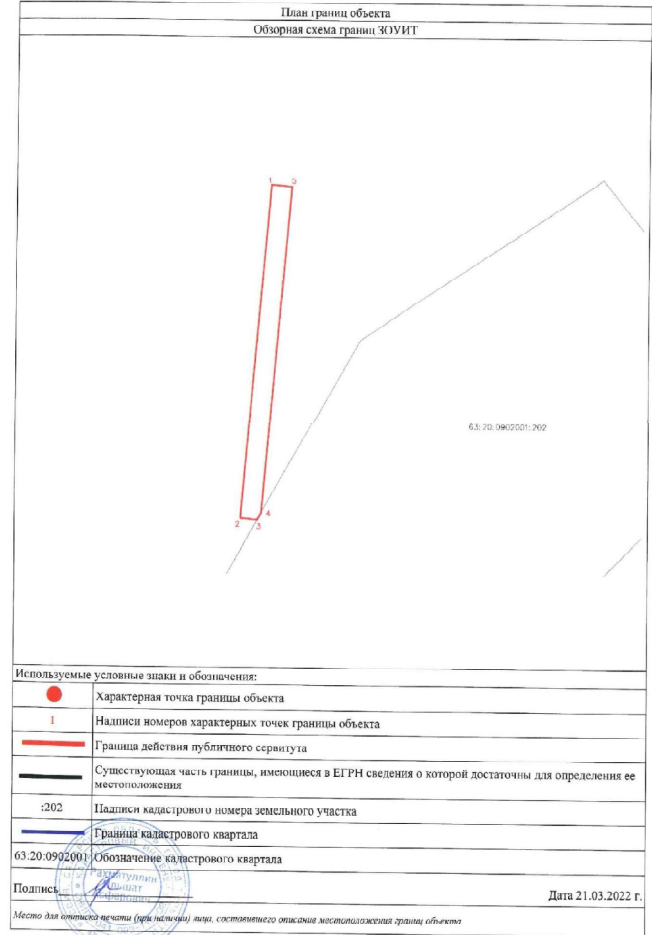 План границ объекта
Обзорная схема границ ЗОУИТ
1 5
63:20:0902001:202
4
2 3
Используемые условные знаки и обозначения:
Характерная точка границы объекта
1 Надписи номеров характерных точек границы объекта
Граница действия публичного сервитута
Существующая часть границы, имеющиеся в ЕГРН сведения о которой достаточны для определения ее
местоположения
:202 Надписи кадастрового номера земельного участка
Граница кадастрового квартала
63:20:0902001 Обозначение кадастрового квартала
Рахматуллин
Подпись Дата 21.03.2022 г.
Место для оттиска печати (при наличии) лица, составившего описание местоположения границ объекта